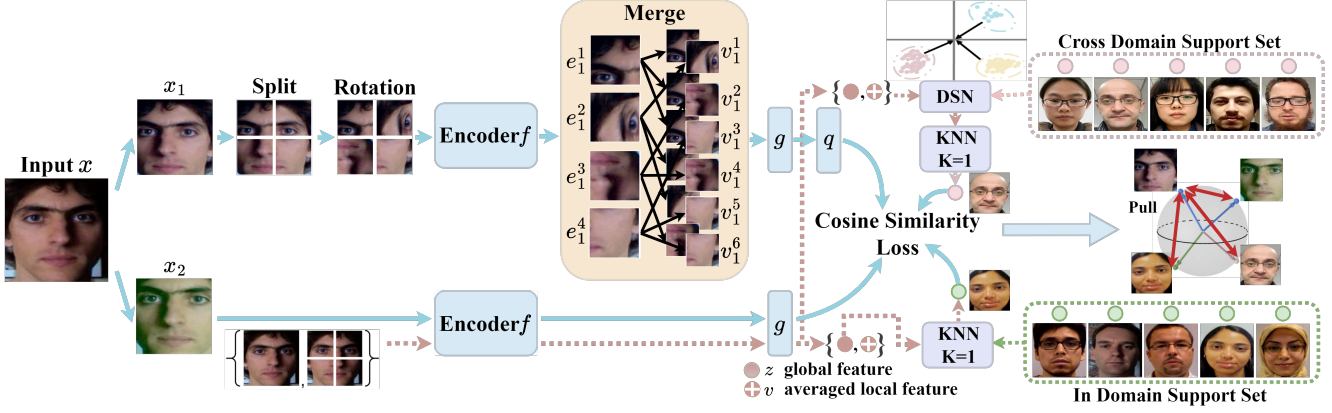 Merge
Cross Domain Support Set
x₁
Split
Rotation
e₁¹
v₁¹
{ , }
DSN
e₁²
v₁²
Encoder f
v₁³
g
q
KNN
K=1
Input x
e₁³
v₁⁴
Pull
v₁⁵
Cosine Similarity
Loss
e₁⁴
v₁⁶
x₂
Encoder f
g
{ , }
{ , }
KNN
K=1
z global feature
v averaged local feature
In Domain Support Set